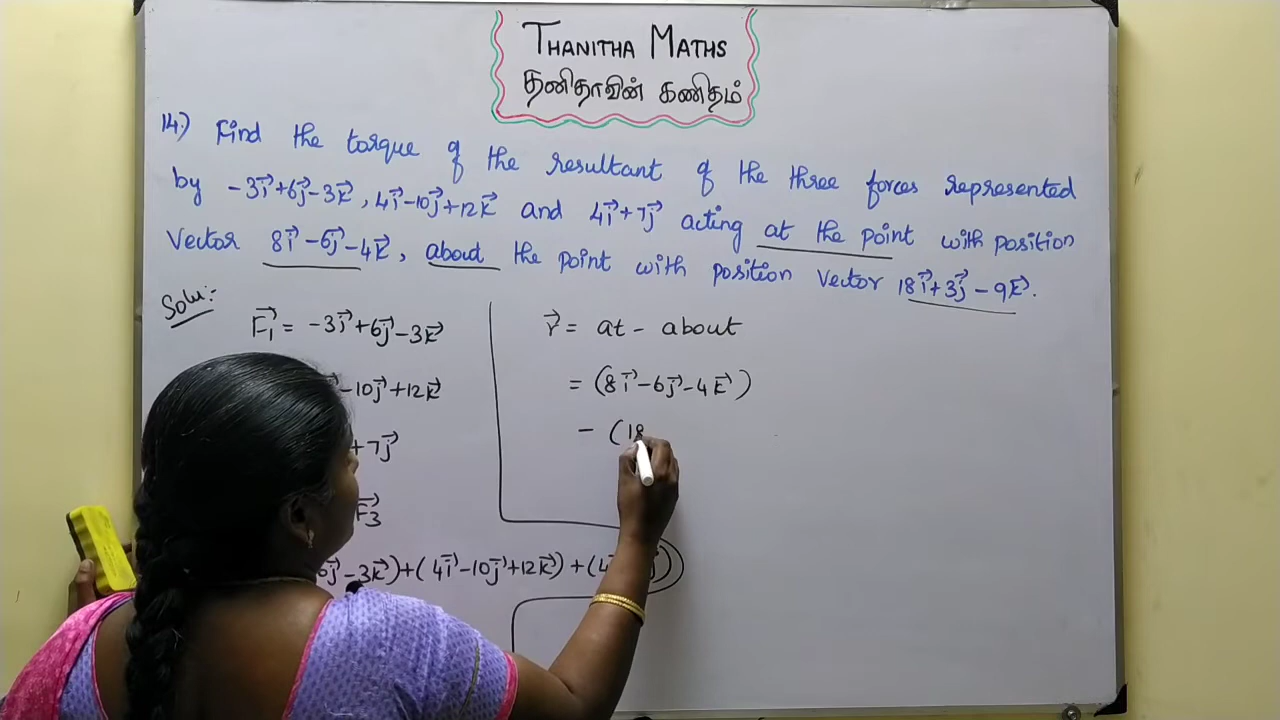 THANITHA MATHS
தனிதாவின் கணிதம்
14) Find the torque of the resultant of the three forces represented
by -3i⃗+6j⃗-3k⃗, 4i⃗-10j⃗+12k⃗ and 4i⃗+7j⃗ acting at the point with position
Vector 8i⃗-6j⃗-4k⃗, about the point with position vector 18i⃗+3j⃗-9k⃗.
Solu:-
F₁⃗ = -3i⃗+6j⃗-3k⃗
-10j⃗+12k⃗
+7j⃗
F₃⃗
j⃗-3k⃗)+(4i⃗-10j⃗+12k⃗)+(4i⃗ j⃗)
r⃗ = at - about
= (8i⃗-6j⃗-4k⃗)
- (18